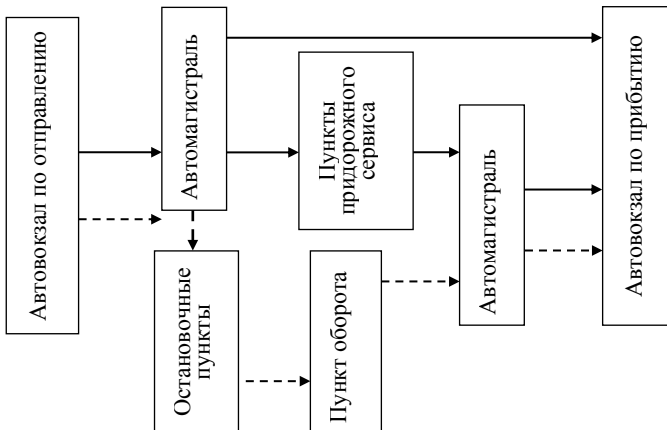 Автовокзал по отправлению
Автомагистраль
Пункты
придорожного
сервиса
Автомагистраль
Автовокзал по прибытию
Остановочные
пункты
Пункт оборота